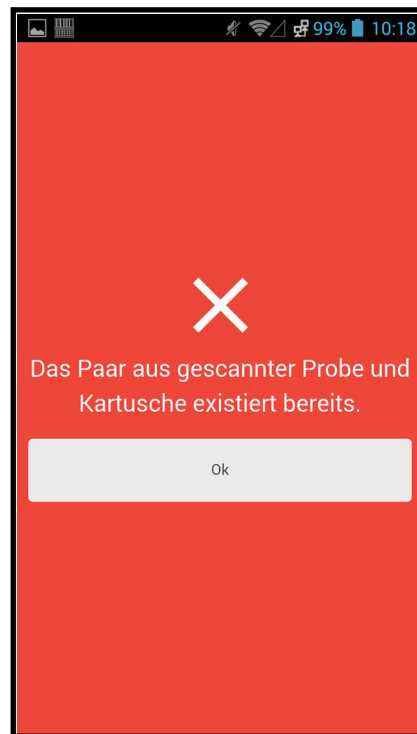 99% 10:18
Das Paar aus gescannter Probe und
Kartusche existiert bereits.
Ok